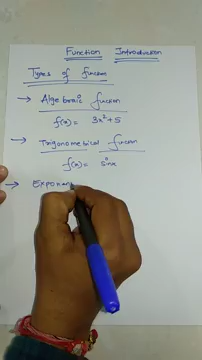 Function Introduction
Types of function
→ Algebraic function
f(x) = 3x² + 5
→ Trigonometrical function
f(x) = sinx
→ Exponen